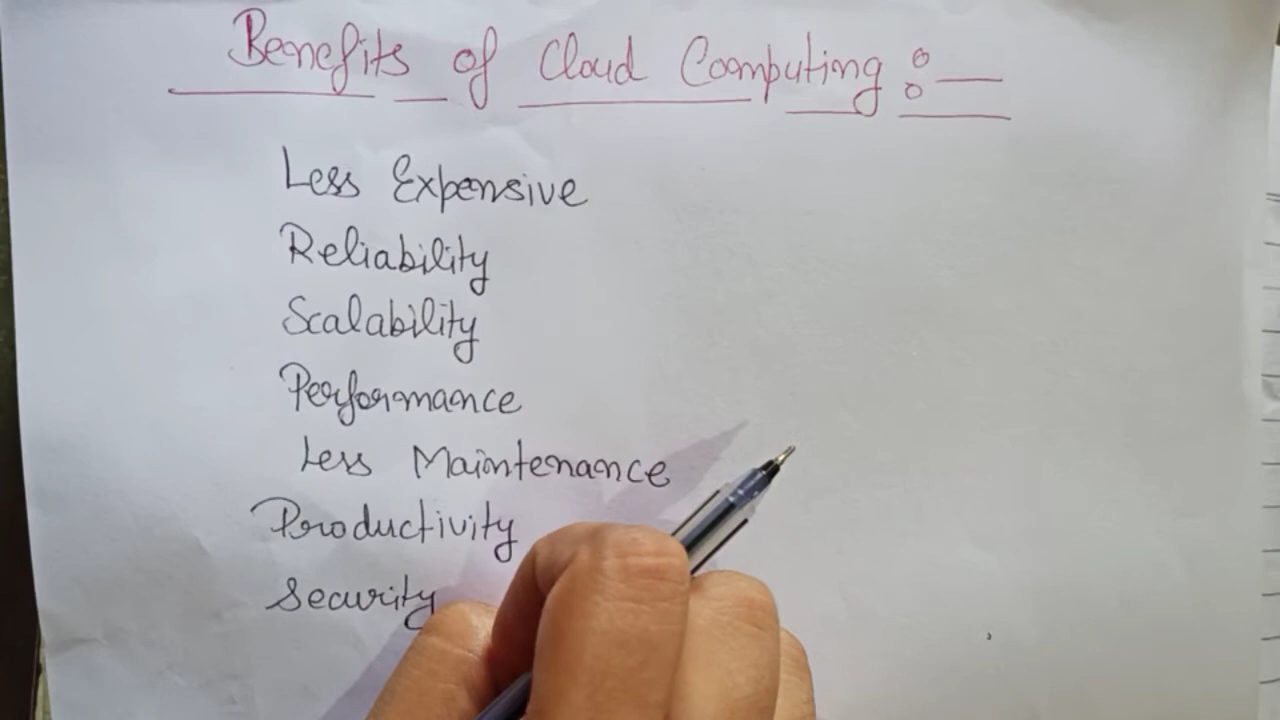 Benefits of Cloud Computing :-
Less Expensive
Reliability
Scalability
Performance
Less Maintenance
Productivity
Security